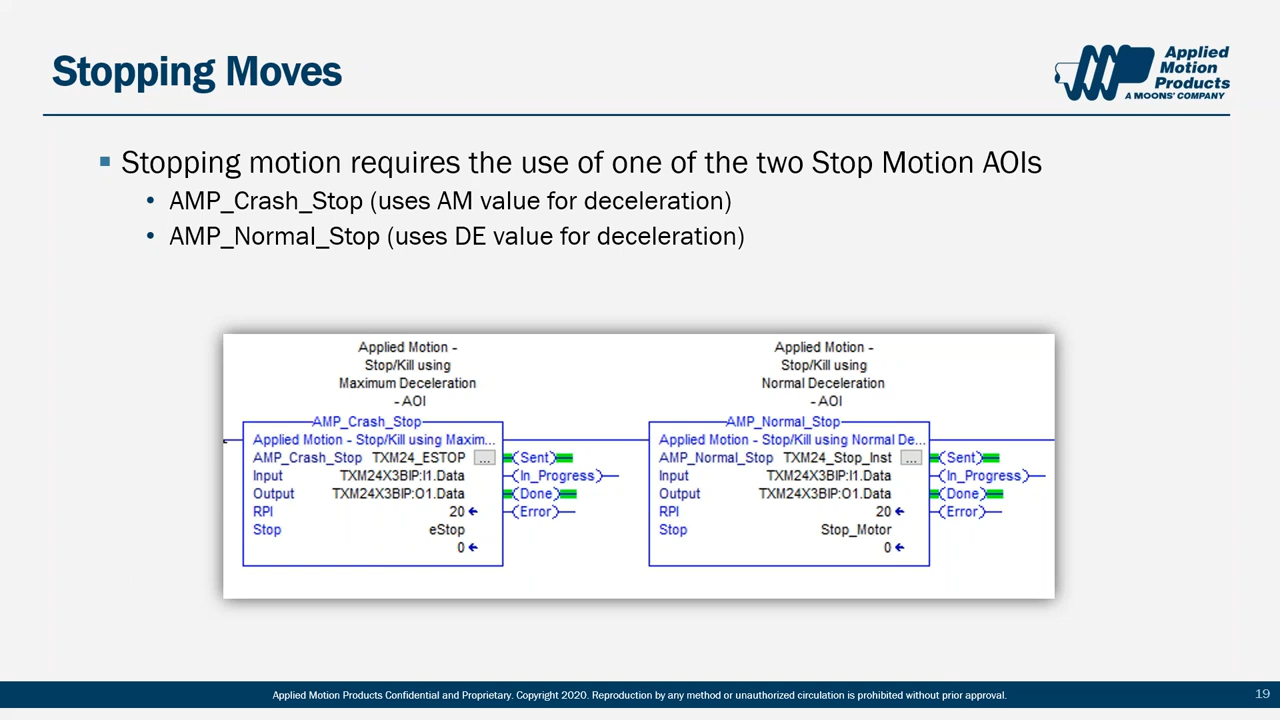 Stopping Moves
Applied
Motion
Products
A MOONS' COMPANY
Stopping motion requires the use of one of the two Stop Motion AOIs
AMP_Crash_Stop (uses AM value for deceleration)
AMP_Normal_Stop (uses DE value for deceleration)
Applied Motion -
Stop/Kill using
Maximum Deceleration
- AOI
AMP_Crash_Stop
Applied Motion - Stop/Kill using Maxim...
AMP_Crash_Stop TXM24_ESTOP ... (Sent)
Input TXM24X3BIP:I1.Data (In_Progress)
Output TXM24X3BIP:O1.Data (Done)
RPI 20 (Error)
Stop eStop
0
Applied Motion -
Stop/Kill using
Normal Deceleration
- AOI
AMP_Normal_Stop
Applied Motion - Stop/Kill using Normal De...
AMP_Normal_Stop TXM24_Stop_Inst ... (Sent)
Input TXM24X3BIP:I1.Data (In_Progress)
Output TXM24X3BIP:O1.Data (Done)
RPI 20 (Error)
Stop Stop_Motor
0
Applied Motion Products Confidential and Proprietary. Copyright 2020. Reproduction by any method or unauthorized circulation is prohibited without prior approval.
19